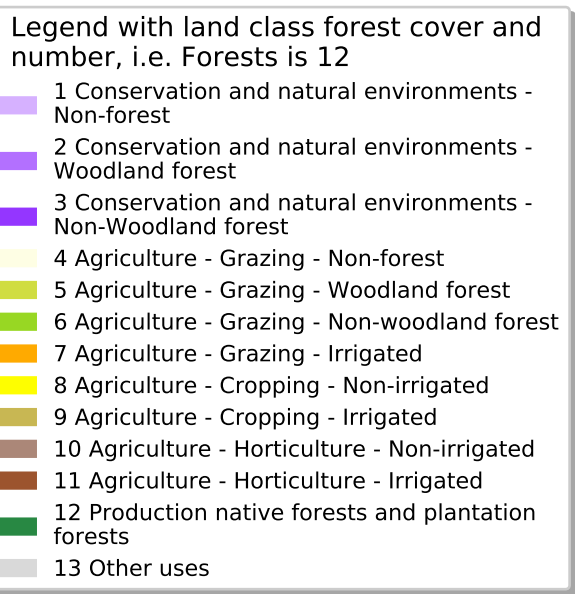 Legend with land class forest cover and
number, i.e. Forests is 12
1 Conservation and natural environments -
Non-forest
2 Conservation and natural environments -
Woodland forest
3 Conservation and natural environments -
Non-Woodland forest
4 Agriculture - Grazing - Non-forest
5 Agriculture - Grazing - Woodland forest
6 Agriculture - Grazing - Non-woodland forest
7 Agriculture - Grazing - Irrigated
8 Agriculture - Cropping - Non-irrigated
9 Agriculture - Cropping - Irrigated
10 Agriculture - Horticulture - Non-irrigated
11 Agriculture - Horticulture - Irrigated
12 Production native forests and plantation
forests
13 Other uses